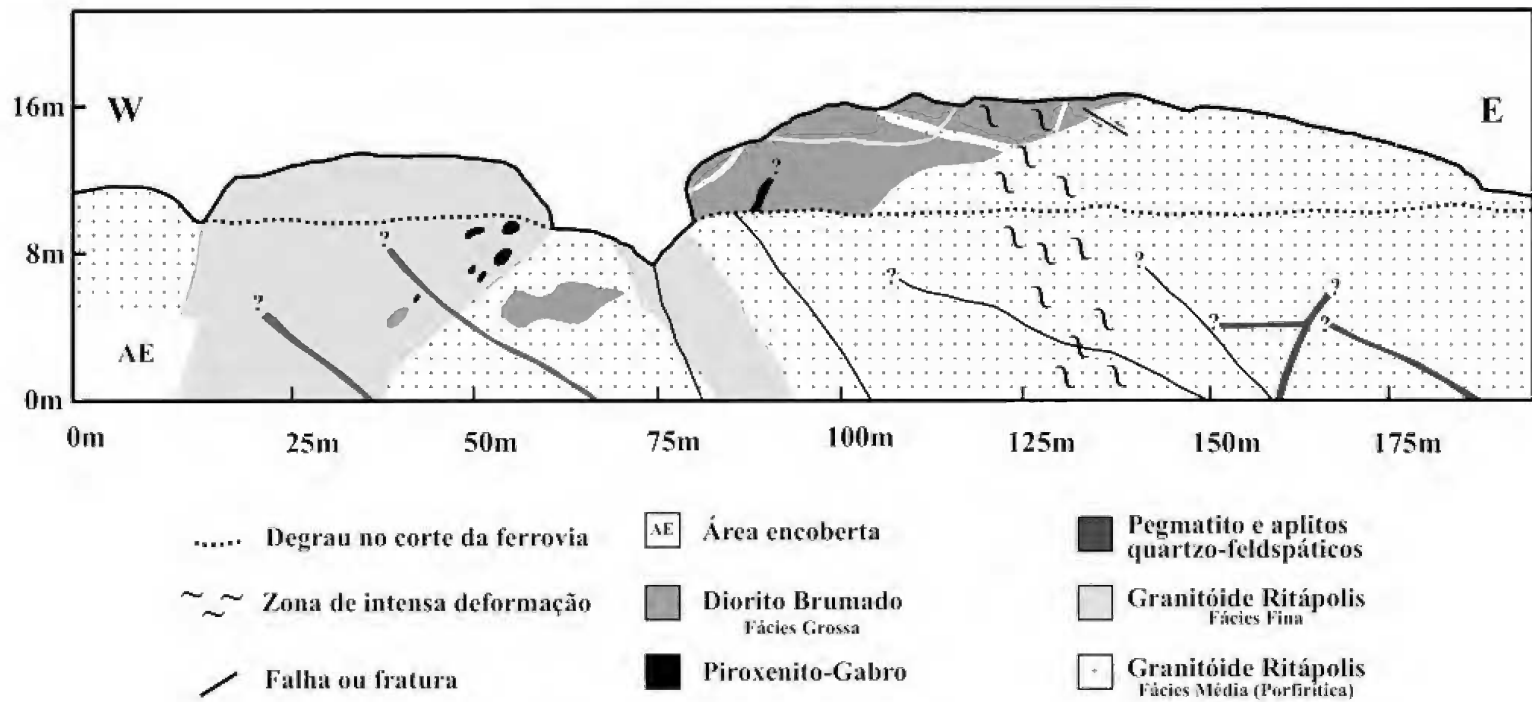 W
E
16m
8m
0m
AE
?
?
?
?
?
?
?
?
0m
25m
50m
75m
100m
125m
150m
175m
Degrau no corte da ferrovia
Zona de intensa deformação
Falha ou fratura
AE
Área encoberta
Diorito Brumado
Fácies Grossa
Piroxenito-Gabro
Pegmatito e aplitos
quartzo-feldspáticos
Granitóide Ritápolis
Fácies Fina
Granitóide Ritápolis
Fácies Média (Porfirítica)